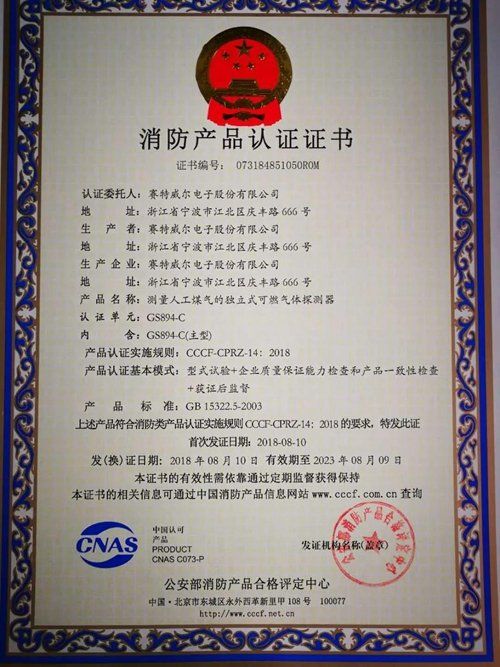 消防产品认证证书
证书编号： 073184851050ROM
认证委托人：赛特威尔电子股份有限公司
地 址：浙江省宁波市江北区庆丰路 666 号
生 产 者：赛特威尔电子股份有限公司
地 址：浙江省宁波市江北区庆丰路 666 号
生产企业：赛特威尔电子股份有限公司
地 址：浙江省宁波市江北区庆丰路 666 号
产品名称：测量人工煤气的独立式可燃气体探测器
认证单元：GS894-C
内 含：GS894-C(主型)
产品认证实施规则：CCCF-CPRZ-14：2018
产品认证基本模式：型式试验+企业质量保证能力检查和产品一致性检查
+获证后监督
产 品 标 准：GB 15322.5-2003
上述产品符合消防类产品认证实施规则 CCCF-CPRZ-14：2018 的要求，特发此证
首次发证日期：2018-08-10
发（换）证日期：2018 年 08 月 10 日 有效期至 2023 年 08 月 09 日
本证书的有效性需依靠通过定期监督获得保持
本证书的相关信息可通过中国消防产品信息网站 www.cccf.com.cn 查询
CNAS
中国认可
产品
PRODUCT
CNAS C073-P
发证机构名称(盖章)
公安部消防产品合格评定中心
公安部消防产品合格评定中心
中国·北京市东城区永外西革新里甲 108 号 100077
http://www.cccf.net.cn